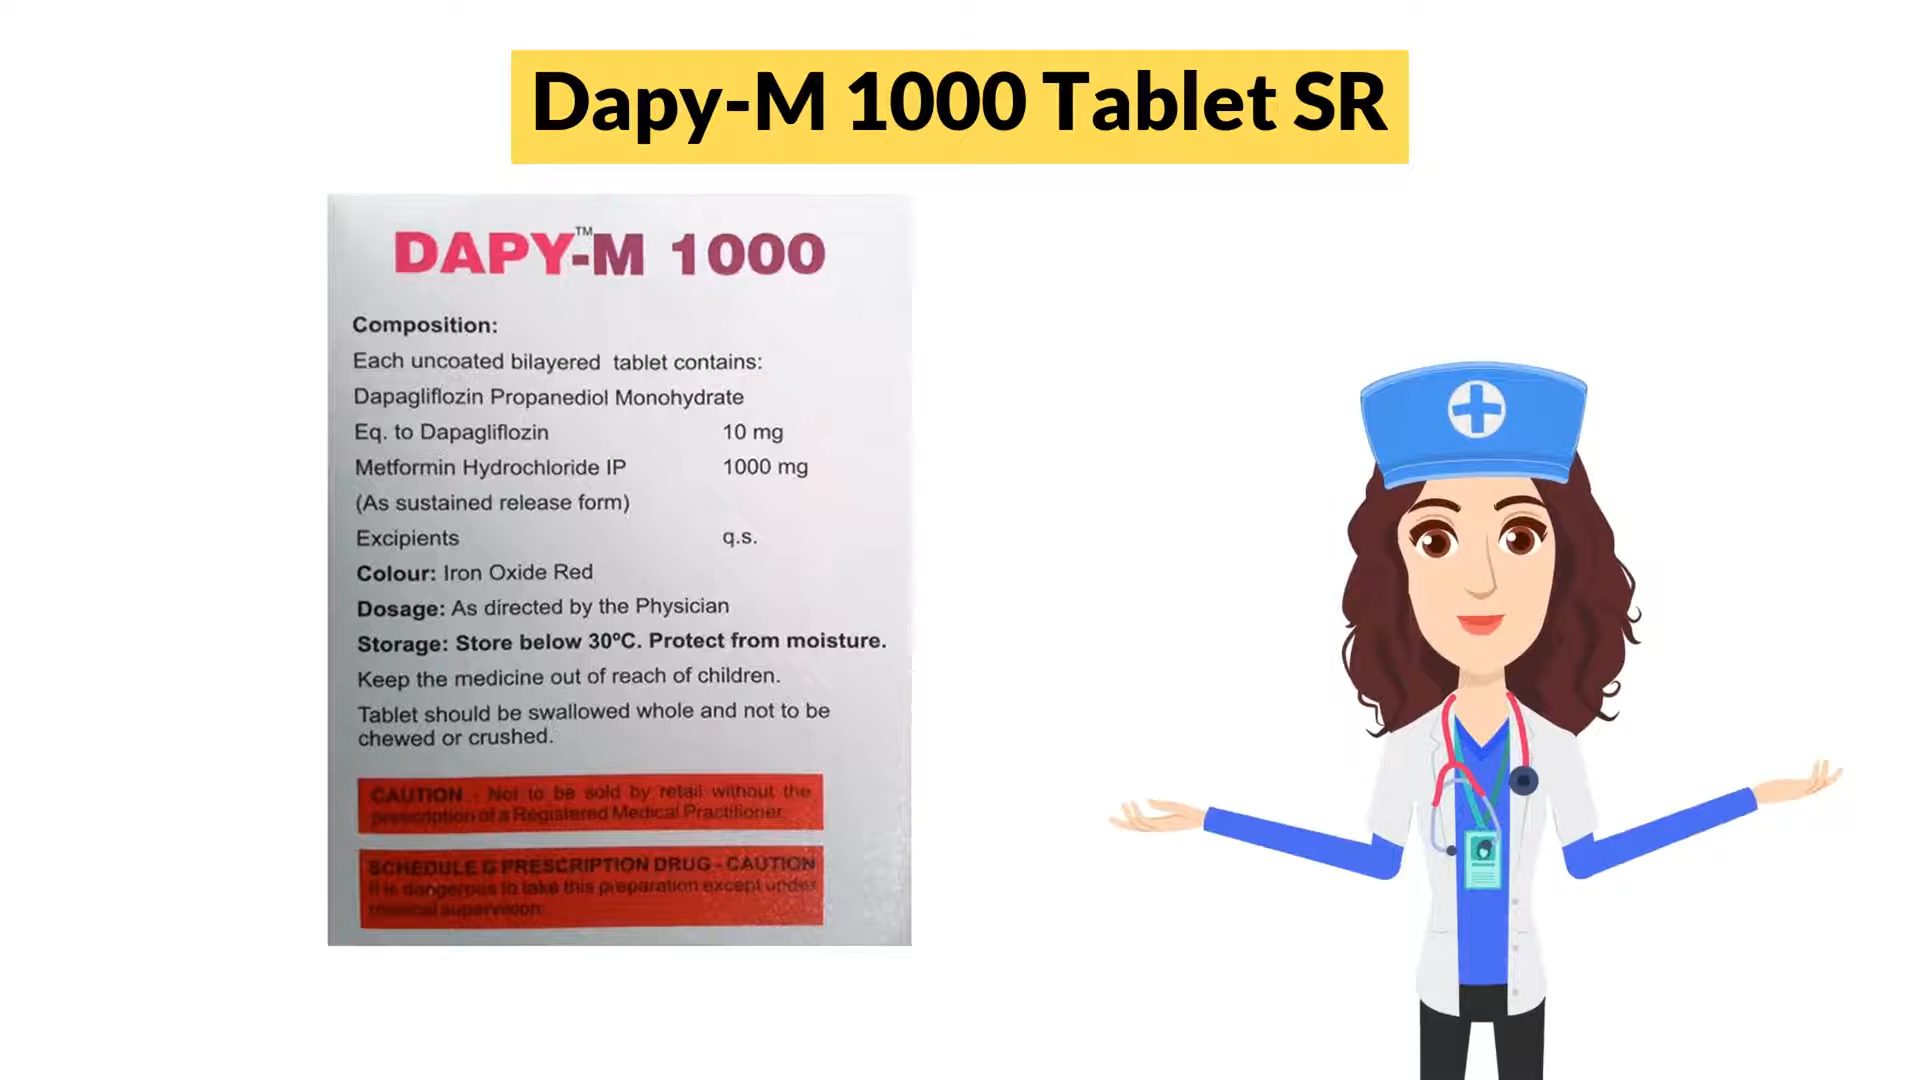 Dapy-M 1000 Tablet SR
DAPY™-M 1000
Composition:
Each uncoated bilayered tablet contains:
Dapagliflozin Propanediol Monohydrate
Eq. to Dapagliflozin 10 mg
Metformin Hydrochloride IP 1000 mg
(As sustained release form)
Excipients q.s.
Colour: Iron Oxide Red
Dosage: As directed by the Physician
Storage: Store below 30°C. Protect from moisture.
Keep the medicine out of reach of children.
Tablet should be swallowed whole and not to be
chewed or crushed.
CAUTION - Not to be sold by retail without the
prescription of a Registered Medical Practitioner.
SCHEDULE G PRESCRIPTION DRUG - CAUTION
It is dangerous to take this preparation except under
medical supervision.